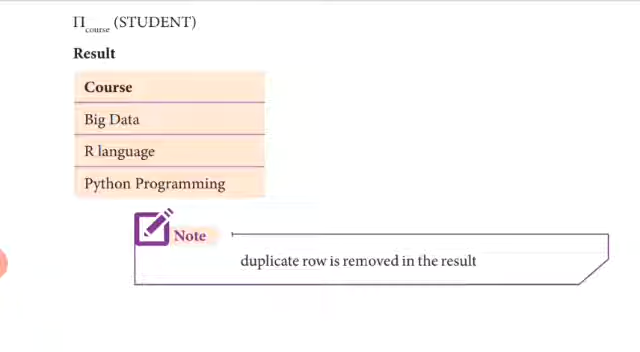 Π course (STUDENT)
Result
Course
Big Data
R language
Python Programming
Note
duplicate row is removed in the result